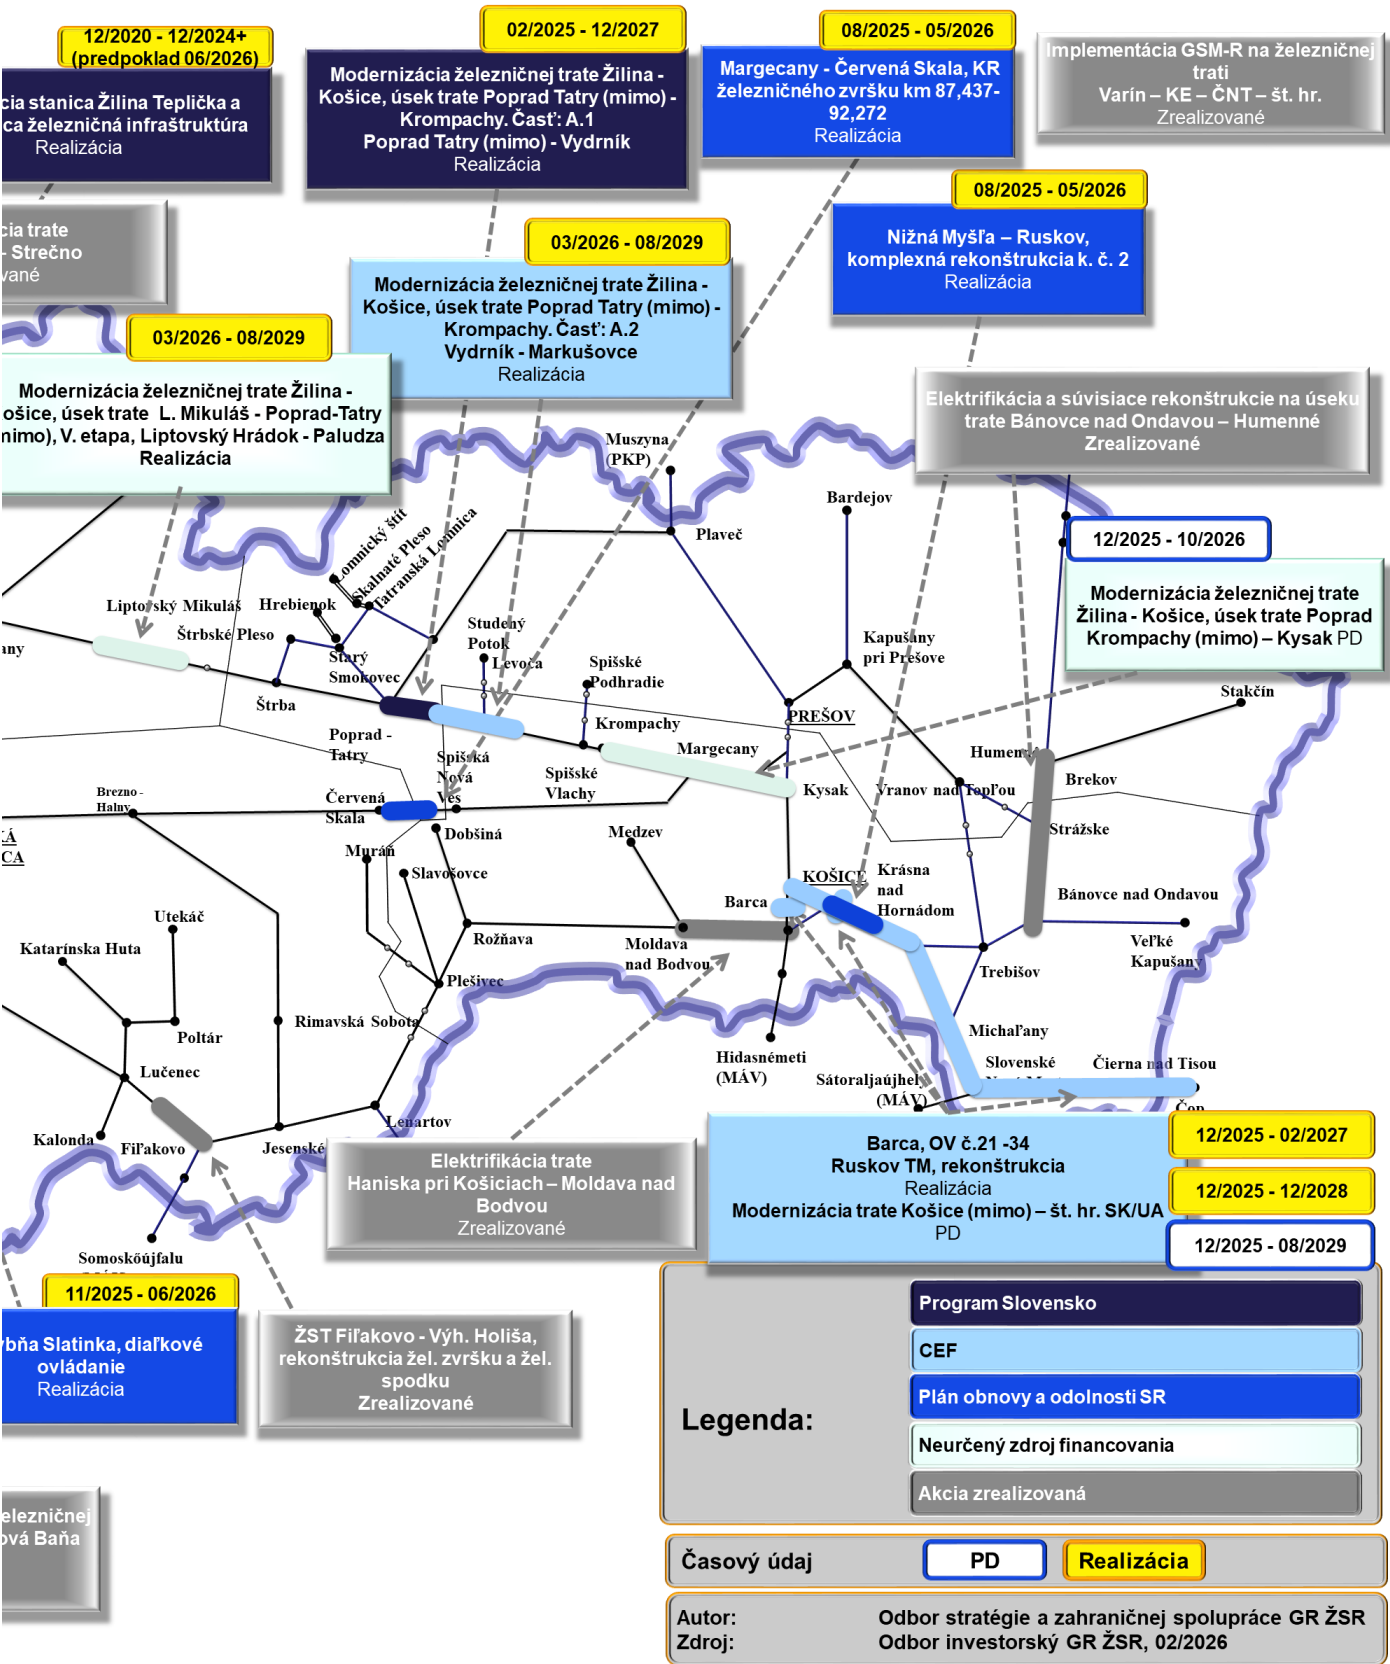 12/2020 - 12/2024+
(predpoklad 06/2026)
cia stanica Žilina Teplička a
ca železničná infraštruktúra
Realizácia
02/2025 - 12/2027
Modernizácia železničnej trate Žilina -
Košice, úsek trate Poprad Tatry (mimo) -
Krompachy. Časť: A.1
Poprad Tatry (mimo) - Vydrník
Realizácia
08/2025 - 05/2026
Margecany - Červená Skala, KR
železničného zvršku km 87,437-
92,272
Realizácia
Implementácia GSM-R na železničnej
trati
Varín – KE – ČNT – št. hr.
Zrealizované
cia trate
- Strečno
vané
08/2025 - 05/2026
Nižná Myšľa – Ruskov,
komplexná rekonštrukcia k. č. 2
Realizácia
03/2026 - 08/2029
Modernizácia železničnej trate Žilina -
Košice, úsek trate Poprad Tatry (mimo) -
Krompachy. Časť: A.2
Vydrník - Markušovce
Realizácia
03/2026 - 08/2029
Modernizácia železničnej trate Žilina -
ošice, úsek trate  L. Mikuláš - Poprad-Tatry
mimo), V. etapa, Liptovský Hrádok - Paludza
Realizácia
Elektrifikácia a súvisiace rekonštrukcie na úseku
trate Bánovce nad Ondavou – Humenné
Zrealizované
12/2025 - 10/2026
Modernizácia železničnej trate
Žilina - Košice, úsek trate Poprad
Krompachy (mimo) – Kysak PD
Muszyna
(PKP)
Plaveč
Bardejov
Lomnický štít
Skalnaté Pleso
Tatranská Lomnica
Liptovský Mikuláš
Hrebienok
Štrbské Pleso
Starý
Smokovec
Studený
Potok
Levoča
Spišské
Podhradie
Kapušany
pri Prešove
any
Štrba
Poprad -
Tatry
Krompachy
Margecany
PREŠOV
Stakčín
Humenné
Brekov
Spišská
Nová
Ves
Spišské
Vlachy
Kysak
Vranov nad Topľou
Strážske
Brezno -
Halny
Červená
Skala
Dobšiná
Medzev
KÁ
CA
Muráň
Slavošovce
KOŠICE
Krásna
nad
Hornádom
Barca
Bánovce nad Ondavou
Utekáč
Katarínska Huta
Rožňava
Moldava
nad Bodvou
Veľké
Kapušany
Trebišov
Plešivec
Poltár
Rimavská Sobota
Michaľany
Hidasnémeti
(MÁV)
Slovenské
Čierna nad Tisou
Lučenec
Sátoraljaújhely
(MÁV)
Čop
Kalonda
Fiľakovo
Jesenské
Lenartov
Somoskőújfalu
Elektrifikácia trate
Haniska pri Košiciach – Moldava nad
Bodvou
Zrealizované
Barca, OV č.21 -34
Ruskov TM, rekonštrukcia
Realizácia
Modernizácia trate Košice (mimo) – št. hr. SK/UA
PD
12/2025 - 02/2027
12/2025 - 12/2028
12/2025 - 08/2029
11/2025 - 06/2026
ybňa Slatinka, diaľkové
ovládanie
Realizácia
ŽST Fiľakovo - Výh. Holiša,
rekonštrukcia žel. zvršku a žel.
spodku
Zrealizované
elezničnej
ová Baňa
Legenda:
Program Slovensko
CEF
Plán obnovy a odolnosti SR
Neurčený zdroj financovania
Akcia zrealizovaná
Časový údaj
PD
Realizácia
Autor: Odbor stratégie a zahraničnej spolupráce GR ŽSR
Zdroj: Odbor investorský GR ŽSR, 02/2026